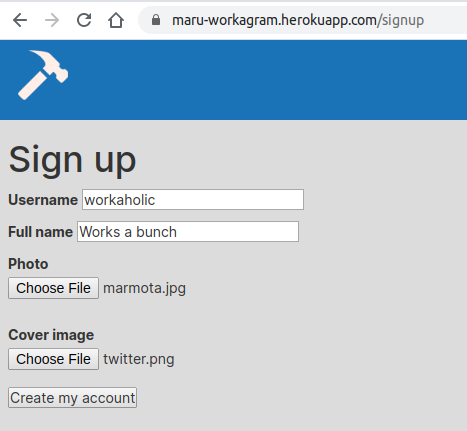 maru-workagram.herokuapp.com/signup
Sign up
Username workaholic
Full name Works a bunch
Photo
Choose File marmota.jpg
Cover image
Choose File twitter.png
Create my account